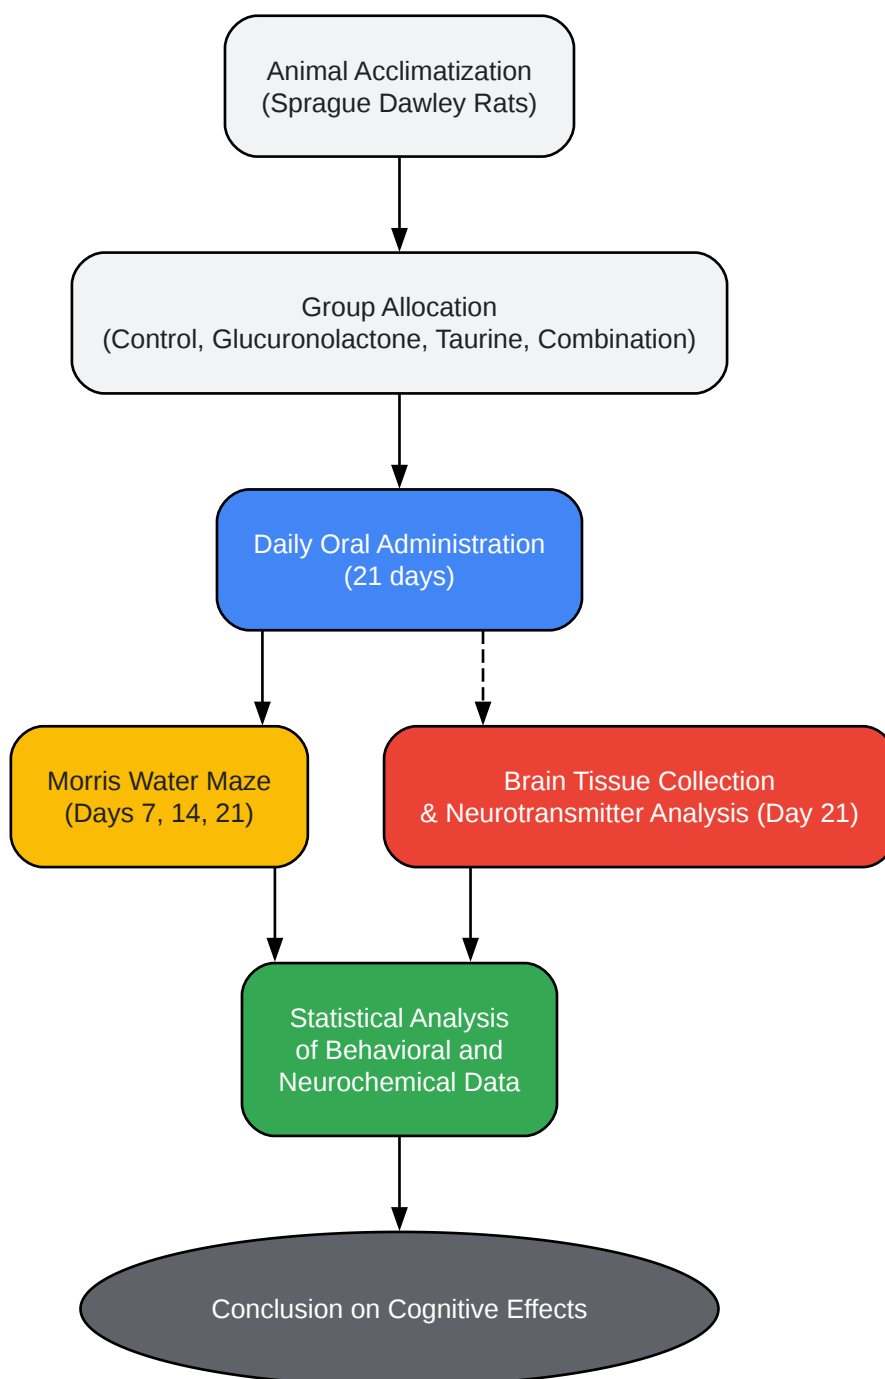 Animal Acclimatization
(Sprague Dawley Rats)
Group Allocation
(Control, Glucuronolactone, Taurine, Combination)
Daily Oral Administration
(21 days)
Morris Water Maze
(Days 7, 14, 21)
Brain Tissue Collection
& Neurotransmitter Analysis (Day 21)
Statistical Analysis
of Behavioral and
Neurochemical Data
Conclusion on Cognitive Effects